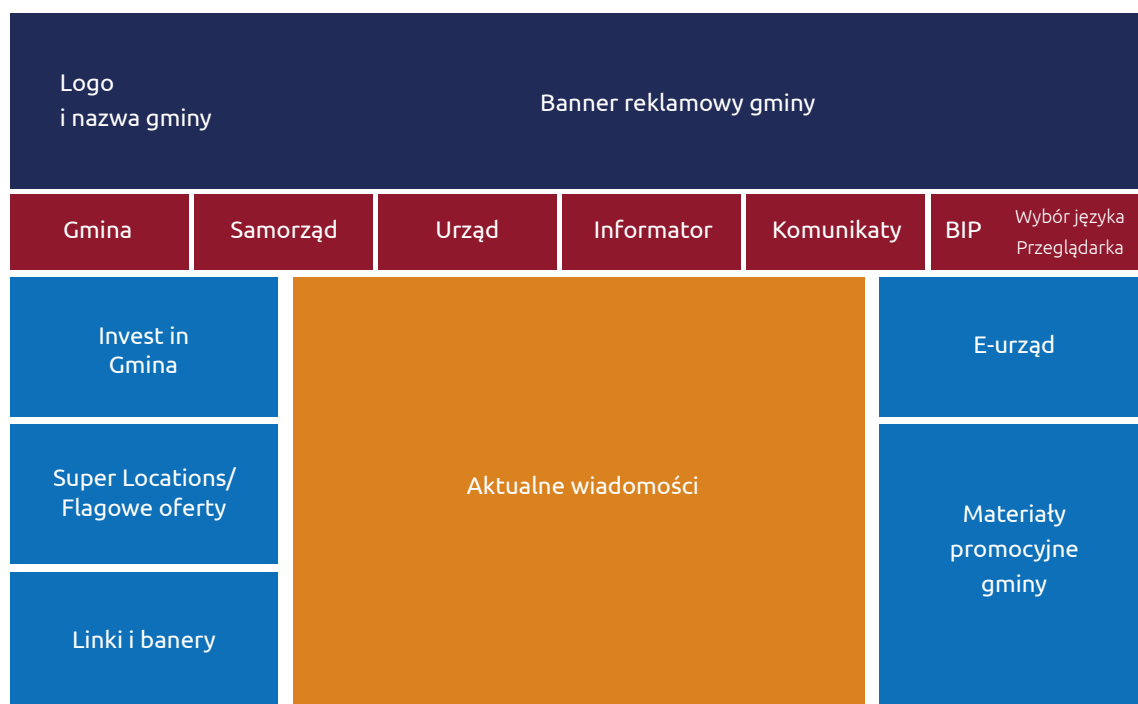 Logo
i nazwa gminy
Banner reklamowy gminy
Gmina
Samorząd
Urząd
Informator
Komunikaty
BIP
Wybór języka
Przeglądarka
Invest in
Gmina
Super Locations/
Flagowe oferty
Linki i banery
Aktualne wiadomości
E-urząd
Materiały
promocyjne
gminy